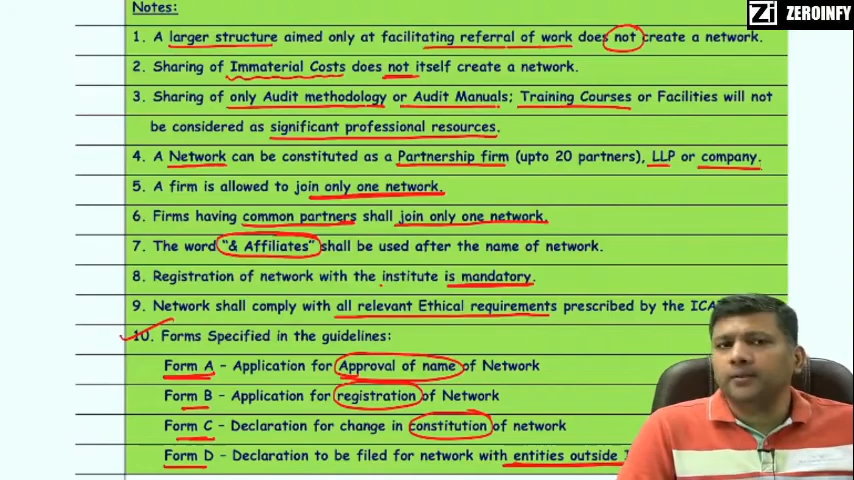 Zi ZEROINFY
Notes:
1. A larger structure aimed only at facilitating referral of work does not create a network.
2. Sharing of Immaterial Costs does not itself create a network.
3. Sharing of only Audit methodology or Audit Manuals; Training Courses or Facilities will not
be considered as significant professional resources.
4. A Network can be constituted as a Partnership firm (upto 20 partners), LLP or company.
5. A firm is allowed to join only one network.
6. Firms having common partners shall join only one network.
7. The word "& Affiliates" shall be used after the name of network.
8. Registration of network with the institute is mandatory.
9. Network shall comply with all relevant Ethical requirements prescribed by the
10. Forms Specified in the guidelines:
Form A – Application for Approval of name of Network
Form B – Application for registration of Network
Form C – Declaration for change in constitution of network
Form D – Declaration to be filed for network with entities outside